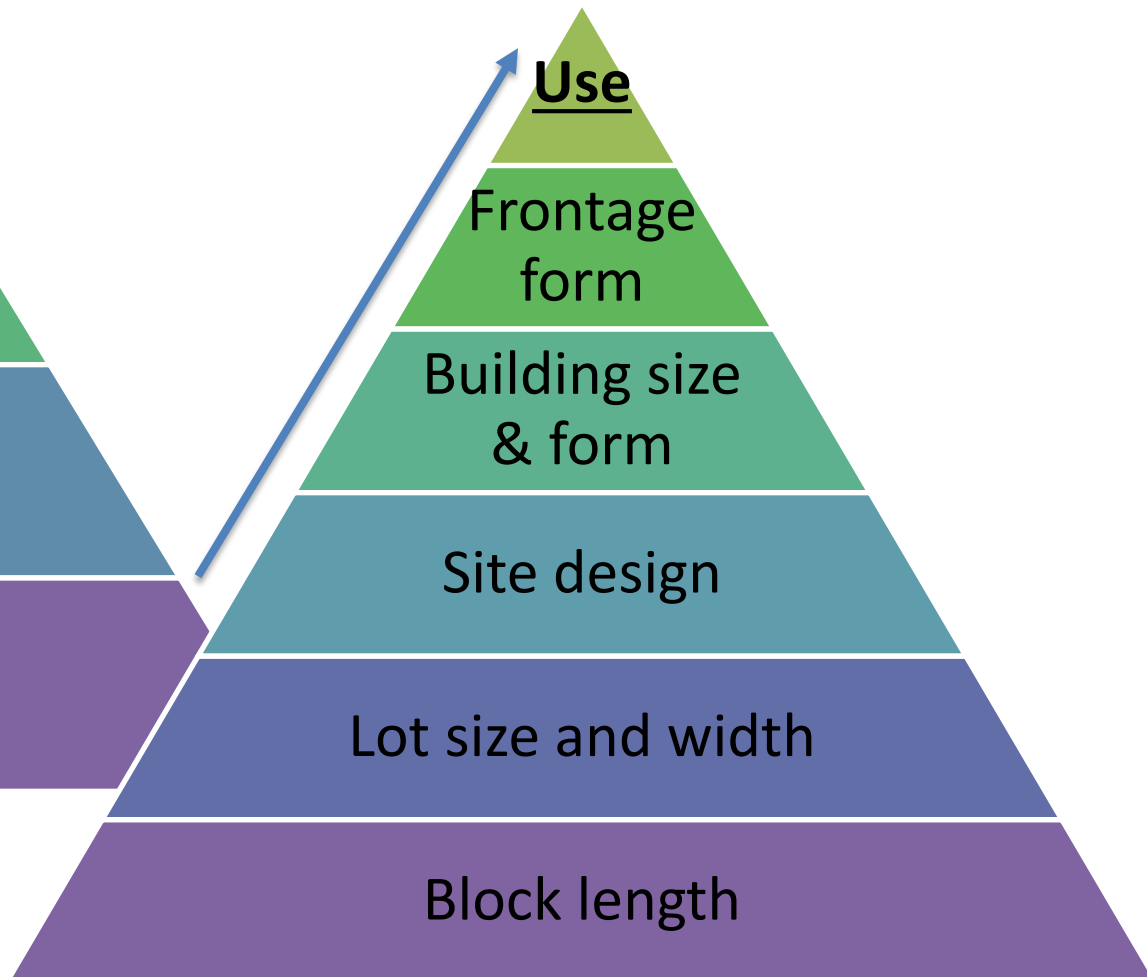 Use
Frontage
form
Building size
& form
Site design
Lot size and width
Block length